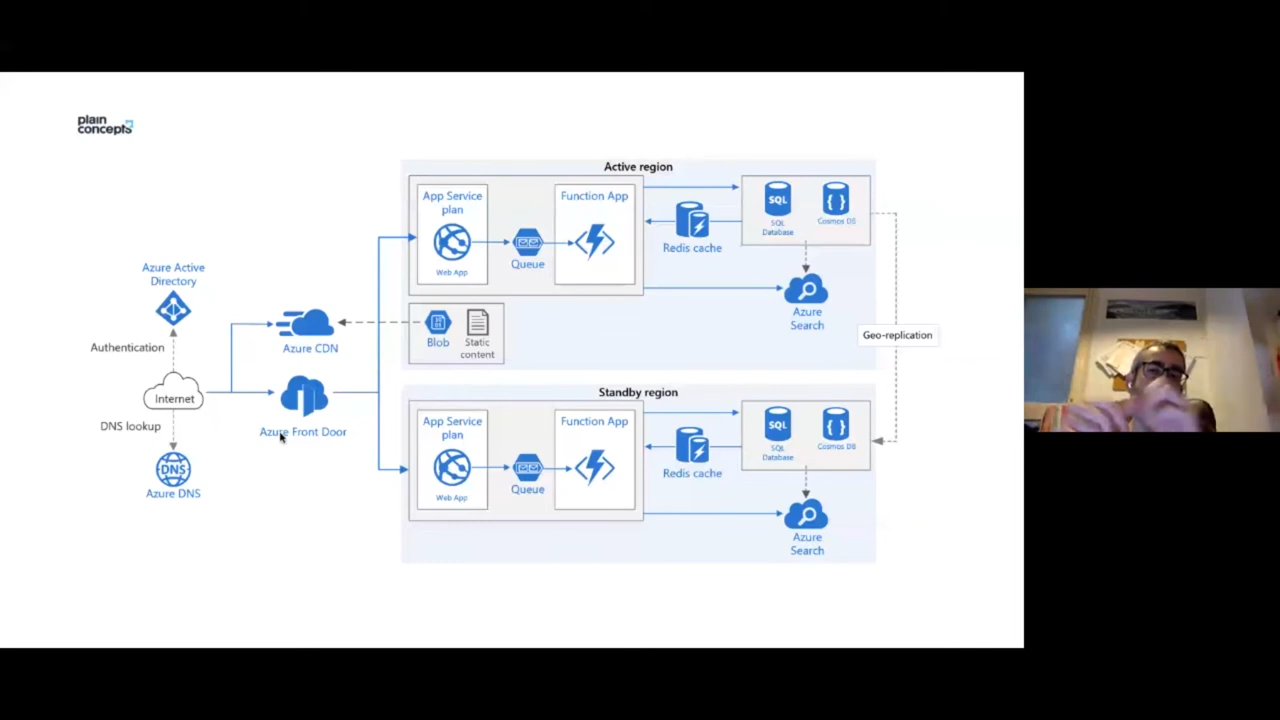 plain
concepts
Active region
App Service
plan
Web App
Queue
Function App
Redis cache
SQL
SQL
Database
Cosmos DB
Azure
Search
Blob
Static
content
Geo-replication
Azure Active
Directory
Authentication
Internet
DNS lookup
DNS
Azure DNS
Azure CDN
Azure Front Door
Standby region
App Service
plan
Web App
Queue
Function App
Redis cache
SQL
SQL
Database
Cosmos DB
Azure
Search